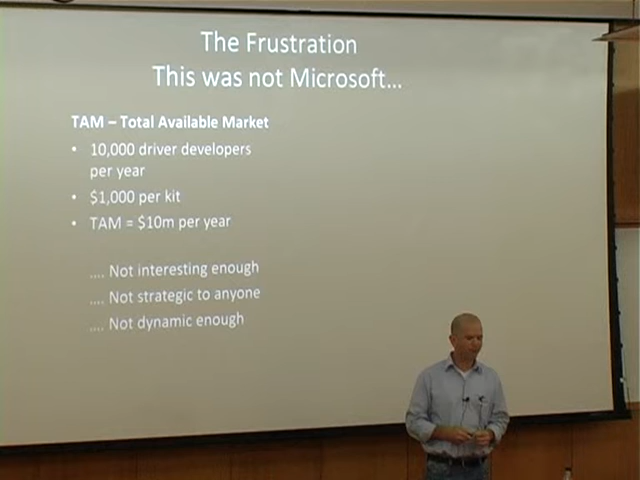 The Frustration
This was not Microsoft...
TAM – Total Available Market
• 10,000 driver developers
per year
• $1,000 per kit
• TAM = $10m per year
.... Not interesting enough
.... Not strategic to anyone
.... Not dynamic enough